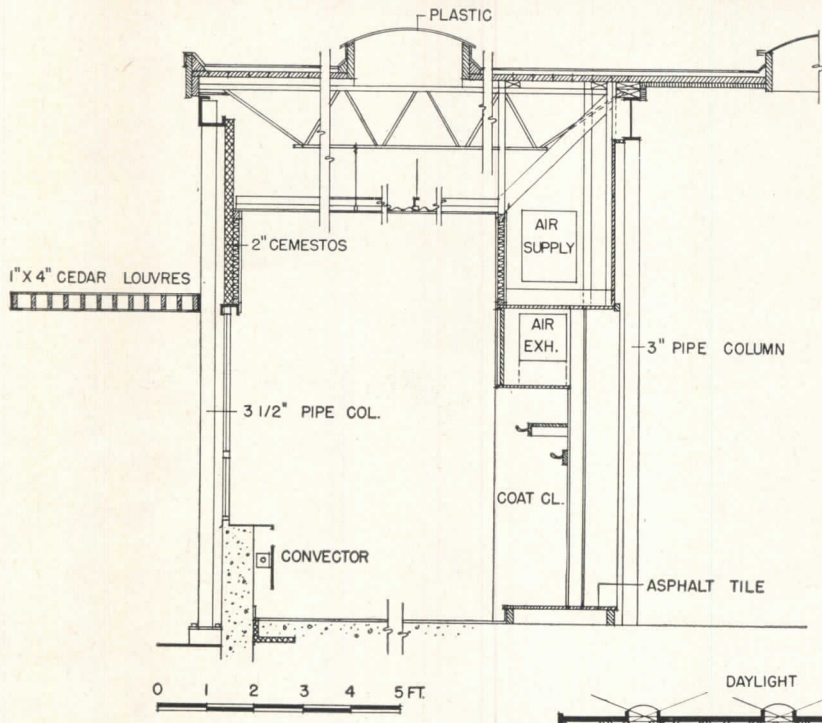 PLASTIC
AIR
SUPPLY
2" CEMESTOS
1" X 4" CEDAR LOUVRES
AIR
EXH.
3" PIPE COLUMN
3 1/2" PIPE COL.
COAT CL.
CONVECTOR
ASPHALT TILE
0 1 2 3 4 5 FT.
DAYLIGHT